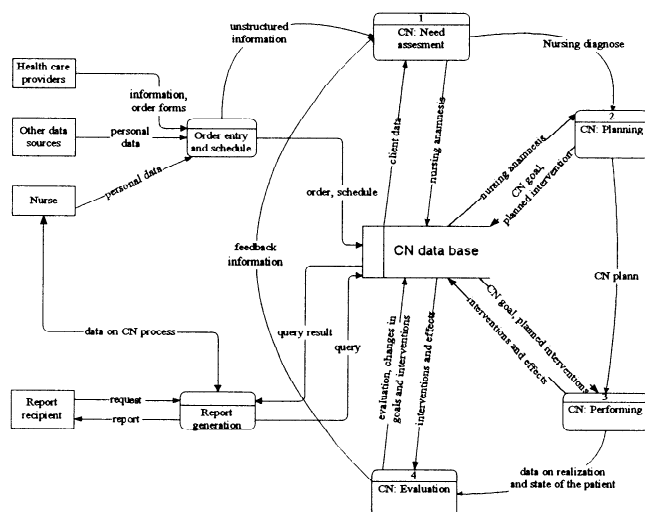 1
CN: Need
assesment
unstructured
information
Nursing diagnose
Health care
providers
information,
order forms
Other data
sources
personal
data
Order entry
and schedule
personal data
Nurse
client data
nursing anamnesis
2
CN: Planning
nursing anamnesis
CN goal,
planned intervention
order, schedule
CN data base
feedback
information
CN plann
CN goal, planned interventions
interventions and effects
data on CN process
query result
query
evaluation, changes in
goals and interventions
interventions and effects
Report
recipient
request
report
Report
generation
3
CN: Performing
4
CN: Evaluation
data on realization
and state of the patient